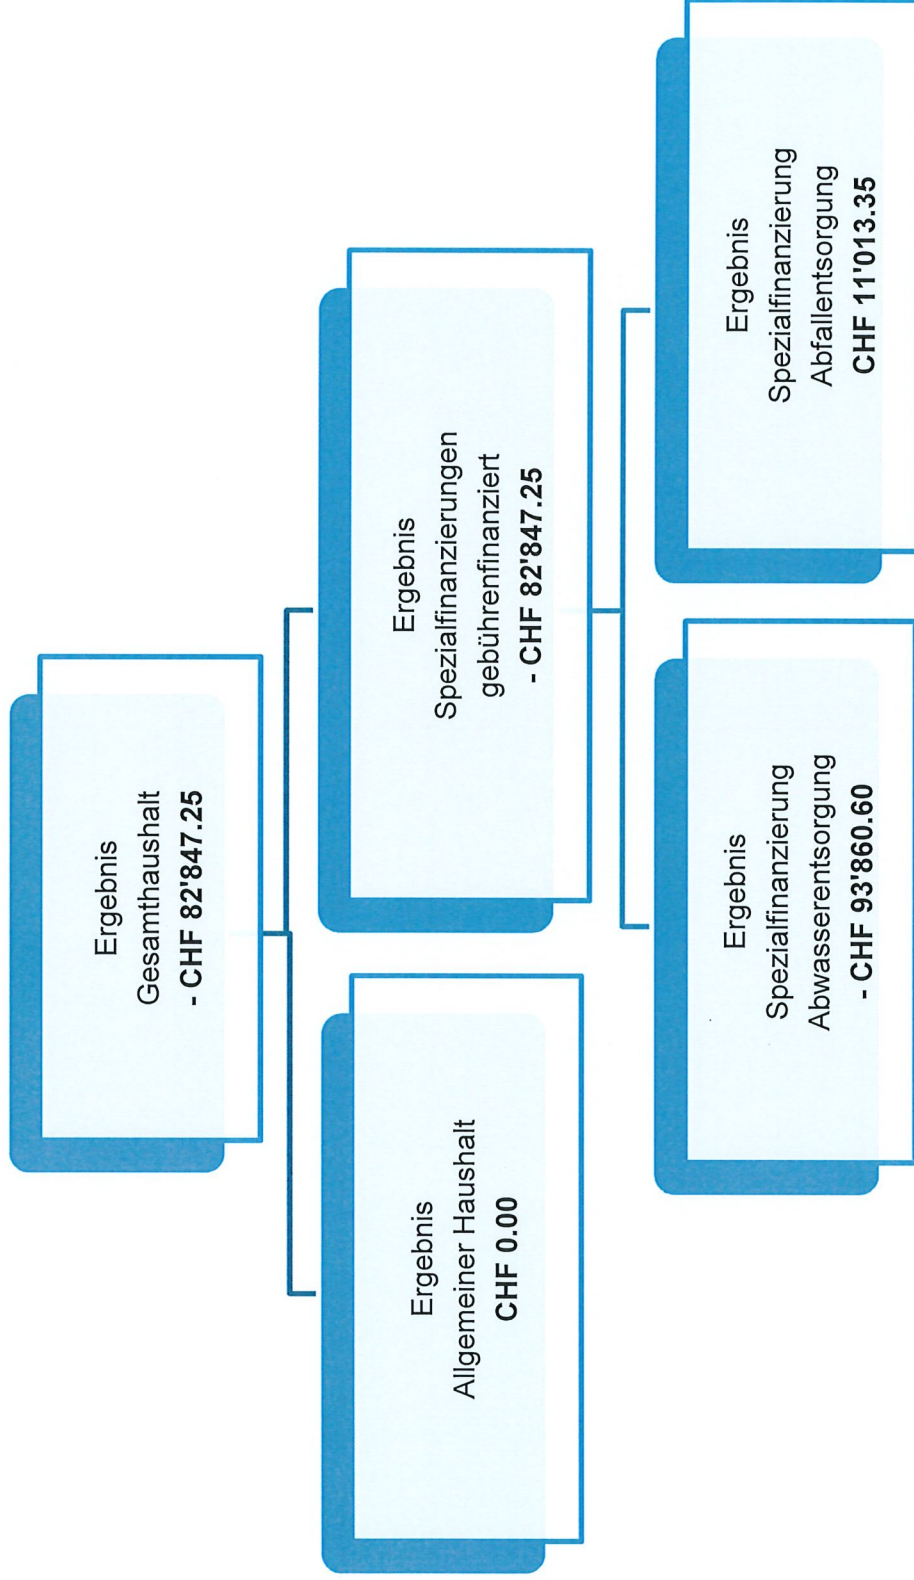 Ergebnis
Gesamthaushalt
- CHF 82'847.25
Ergebnis
Allgemeiner Haushalt
CHF 0.00
Ergebnis
Spezialfinanzierungen
gebührenfinanziert
- CHF 82'847.25
Ergebnis
Spezialfinanzierung
Abwasserentsorgung
- CHF 93'860.60
Ergebnis
Spezialfinanzierung
Abfallentsorgung
CHF 11'013.35